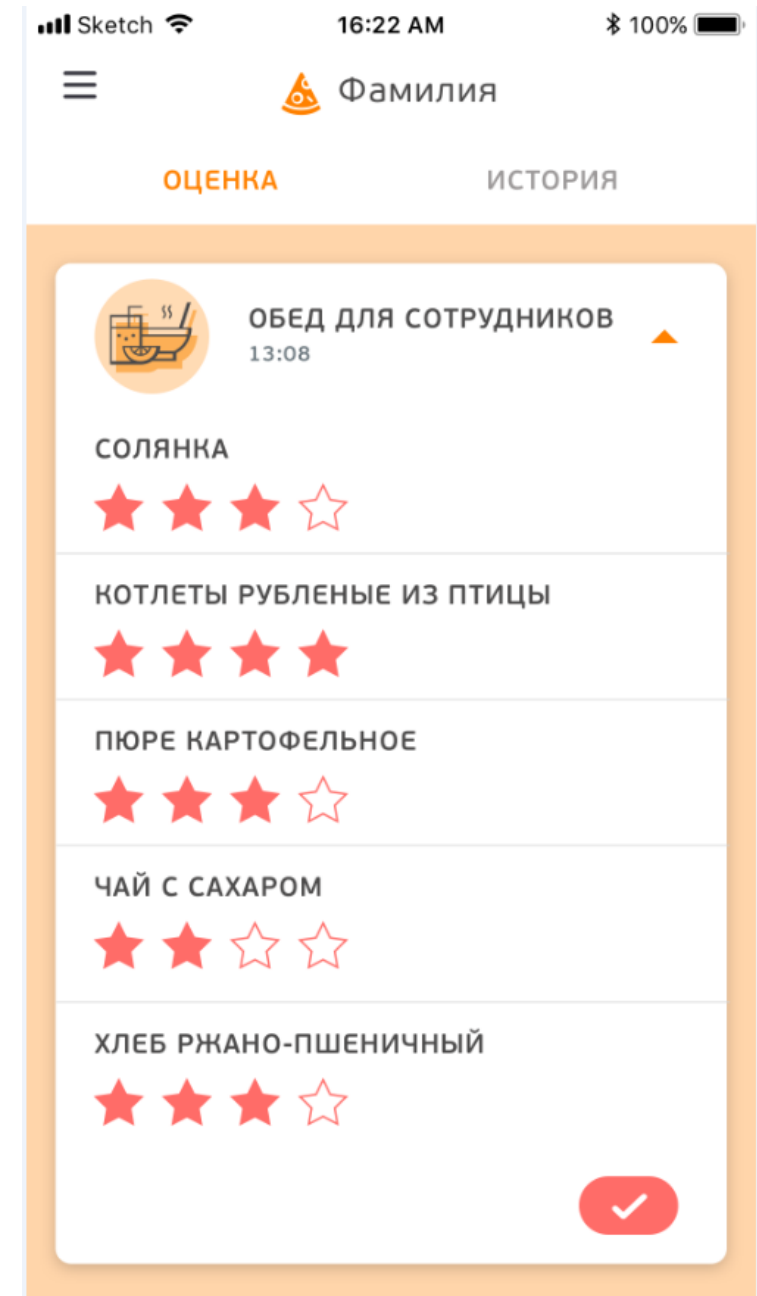 Sketch 16:22 AM 100%
Фамилия
ОЦЕНКА ИСТОРИЯ
ОБЕД ДЛЯ СОТРУДНИКОВ
13:08
СОЛЯНКА
КОТЛЕТЫ РУБЛЕНЫЕ ИЗ ПТИЦЫ
ПЮРЕ КАРТОФЕЛЬНОЕ
ЧАЙ С САХАРОМ
ХЛЕБ РЖАНО-ПШЕНИЧНЫЙ